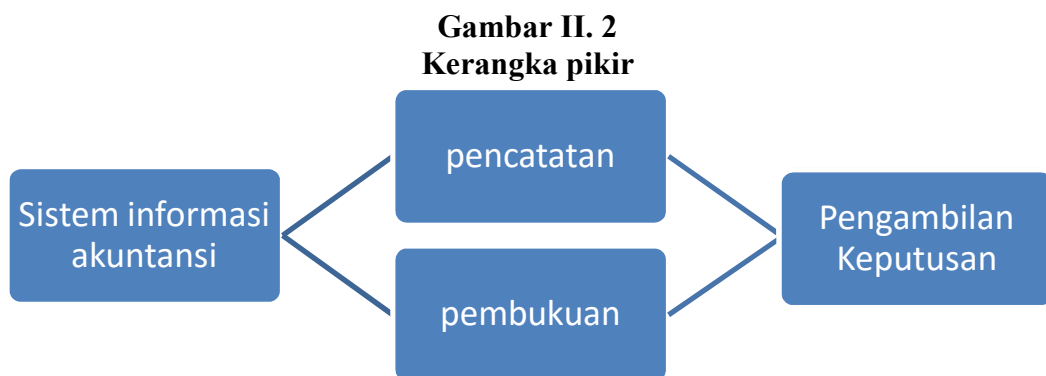 Gambar II. 2
Kerangka pikir
Sistem informasi
akuntansi
pencatatan
pembukuan
Pengambilan
Keputusan